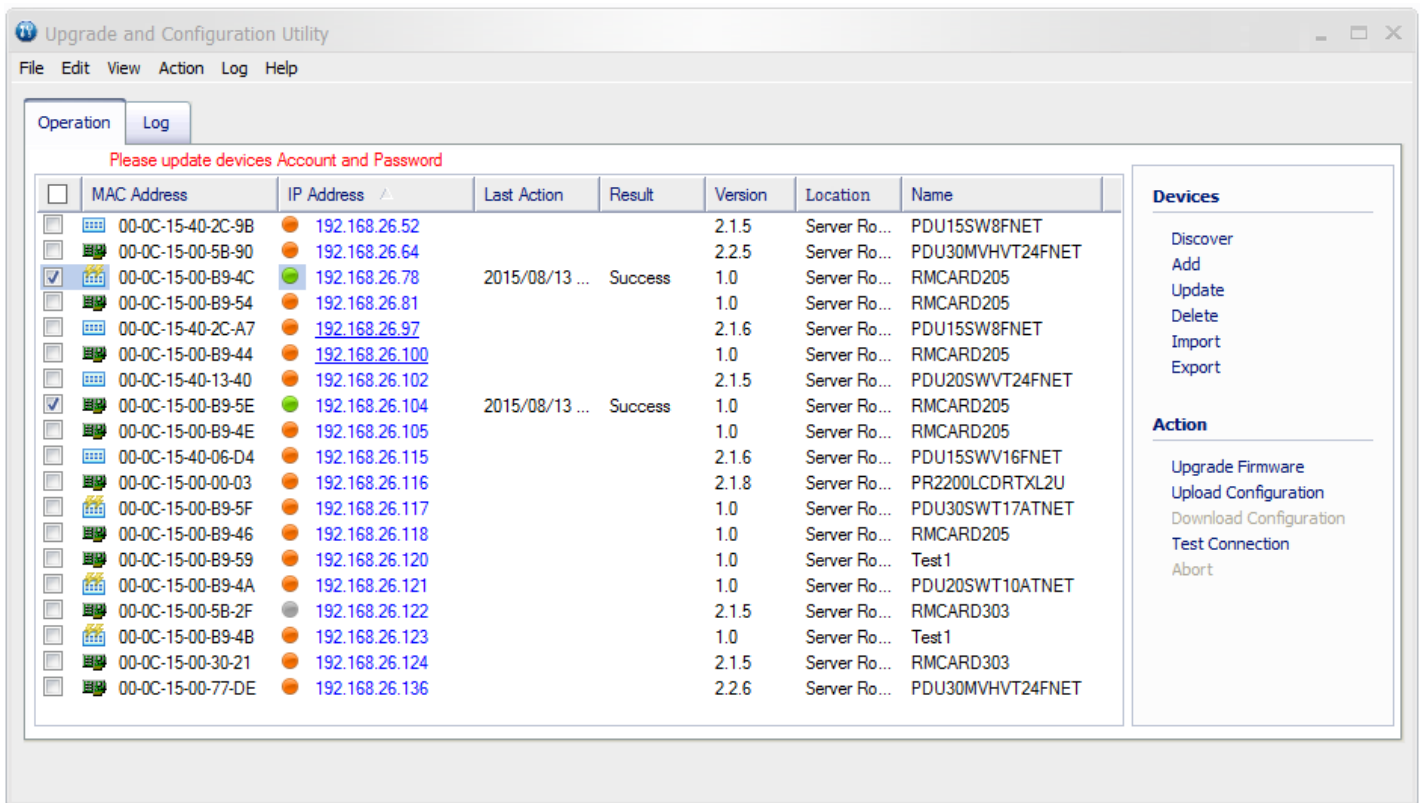 Upgrade and Configuration Utility
File Edit View Action Log Help
Operation Log
Please update devices Account and Password
MAC Address IP Address Last Action Result Version Location Name
00-0C-15-40-2C-9B 192.168.26.52 2.1.5 Server Ro... PDU15SW8FNET
00-0C-15-00-5B-90 192.168.26.64 2.2.5 Server Ro... PDU30MVHVT24FNET
00-0C-15-00-B9-4C 192.168.26.78 2015/08/13 ... Success 1.0 Server Ro... RMCARD205
00-0C-15-00-B9-54 192.168.26.81 1.0 Server Ro... RMCARD205
00-0C-15-40-2C-A7 192.168.26.97 2.1.6 Server Ro... PDU15SW8FNET
00-0C-15-00-B9-44 192.168.26.100 1.0 Server Ro... RMCARD205
00-0C-15-40-13-40 192.168.26.102 2.1.5 Server Ro... PDU20SWVT24FNET
00-0C-15-00-B9-5E 192.168.26.104 2015/08/13 ... Success 1.0 Server Ro... RMCARD205
00-0C-15-00-B9-4E 192.168.26.105 1.0 Server Ro... RMCARD205
00-0C-15-40-06-D4 192.168.26.115 2.1.6 Server Ro... PDU15SWV16FNET
00-0C-15-00-00-03 192.168.26.116 2.1.8 Server Ro... PR2200LCDRTXL2U
00-0C-15-00-B9-5F 192.168.26.117 1.0 Server Ro... PDU30SWT17ATNET
00-0C-15-00-B9-46 192.168.26.118 1.0 Server Ro... RMCARD205
00-0C-15-00-B9-59 192.168.26.120 1.0 Server Ro... Test1
00-0C-15-00-B9-4A 192.168.26.121 1.0 Server Ro... PDU20SWT10ATNET
00-0C-15-00-5B-2F 192.168.26.122 2.1.5 Server Ro... RMCARD303
00-0C-15-00-B9-4B 192.168.26.123 1.0 Server Ro... Test1
00-0C-15-00-30-21 192.168.26.124 2.1.5 Server Ro... RMCARD303
00-0C-15-00-77-DE 192.168.26.136 2.2.6 Server Ro... PDU30MVHVT24FNET
Devices
Discover
Add
Update
Delete
Import
Export
Action
Upgrade Firmware
Upload Configuration
Download Configuration
Test Connection
Abort